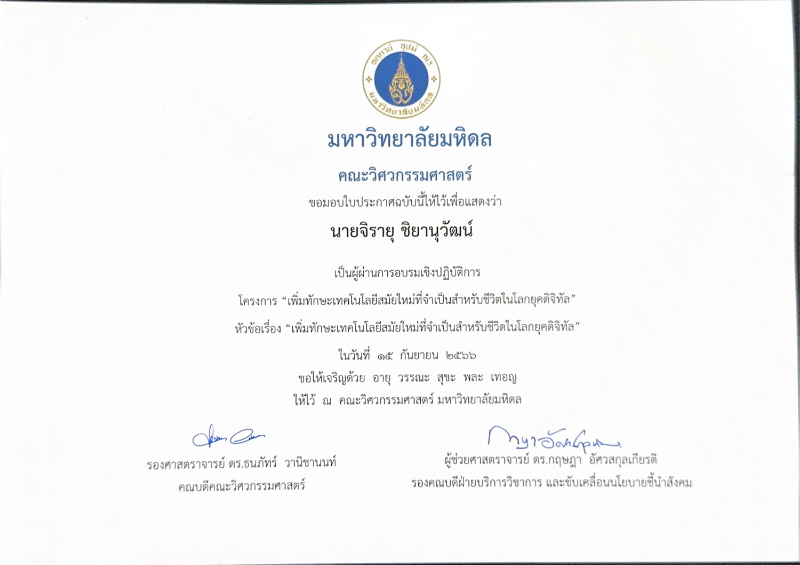 อตฺตานํ อุปมํ กเร
มหาวิทยาลัยมหิดล
มหาวิทยาลัยมหิดล
คณะวิศวกรรมศาสตร์
ขอมอบใบประกาศฉบับนี้ให้ไว้เพื่อแสดงว่า
นายจิรายุ ชิยานุวัฒน์
เป็นผู้ผ่านการอบรมเชิงปฏิบัติการ
โครงการ “เพิ่มทักษะเทคโนโลยีสมัยใหม่ที่จำเป็นสำหรับชีวิตในโลกยุคดิจิทัล”
หัวข้อเรื่อง “เพิ่มทักษะเทคโนโลยีสมัยใหม่ที่จำเป็นสำหรับชีวิตในโลกยุคดิจิทัล”
ในวันที่ ๑๕ กันยายน ๒๕๖๖
ขอให้เจริญด้วย อายุ วรรณะ สุขะ พละ เทอญ
ให้ไว้ ณ คณะวิศวกรรมศาสตร์ มหาวิทยาลัยมหิดล
รองศาสตราจารย์ ดร.ธนภัทร์ วานิชานนท์
คณบดีคณะวิศวกรรมศาสตร์
ผู้ช่วยศาสตราจารย์ ดร.กฤษฎา อัศวสกุลเกียรติ
รองคณบดีฝ่ายบริการวิชาการ และขับเคลื่อนนโยบายชี้นำสังคม